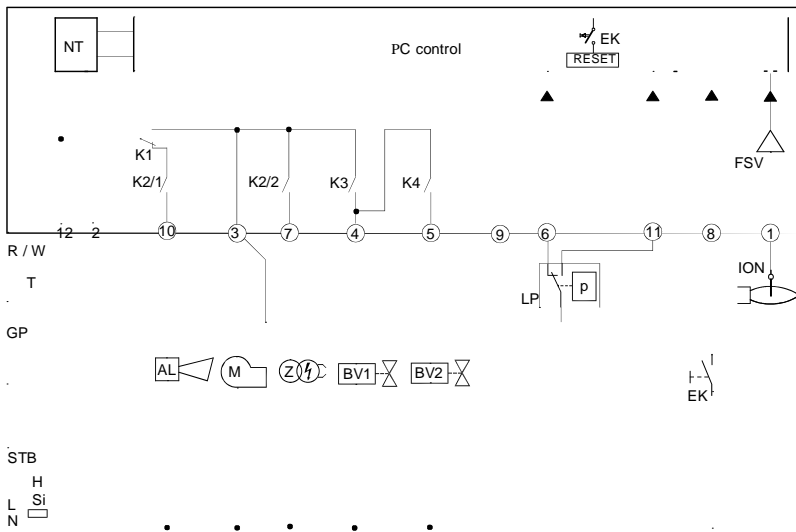 NT
PC control
EK
RESET
FSV
K1
K2/1 K2/2 K3 K4
12 2 10 3 7 4 5 9 6 11 8 1
R / W
T
ION
LP p
GP
AL M Z BV1 BV2
EK
STB
H
Si
L
N